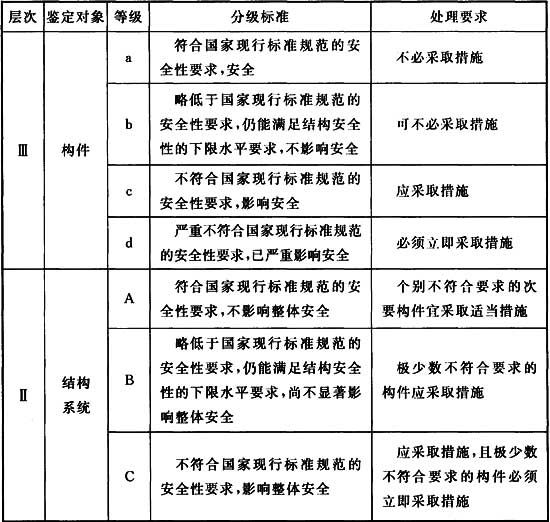 层次 鉴定对象 等级 分级标准 处理要求
Ⅲ 构件
a
符合国家现行标准规范的安
全性要求,安全
不必采取措施
b
略低于国家现行标准规范的
安全性要求,仍能满足结构安全
性的下限水平要求,不影响安全
可不必采取措施
c
不符合国家现行标准规范的
安全性要求,影响安全
应采取措施
d
严重不符合国家现行标准规范
的安全性要求,已严重影响安全
必须立即采取措施
Ⅱ 结构
系统
A
符合国家现行标准规范的安
全性要求,不影响整体安全
个别不符合要求的次
要构件宜采取适当措施
B
略低于国家现行标准规范的
安全性要求,仍能满足结构安全
性的下限水平要求,尚不显著影
响整体安全
极少数不符合要求的
构件应采取措施
C
不符合国家现行标准规范的
安全性要求,影响整体安全
应采取措施,且极少数
不符合要求的构件必须
立即采取措施